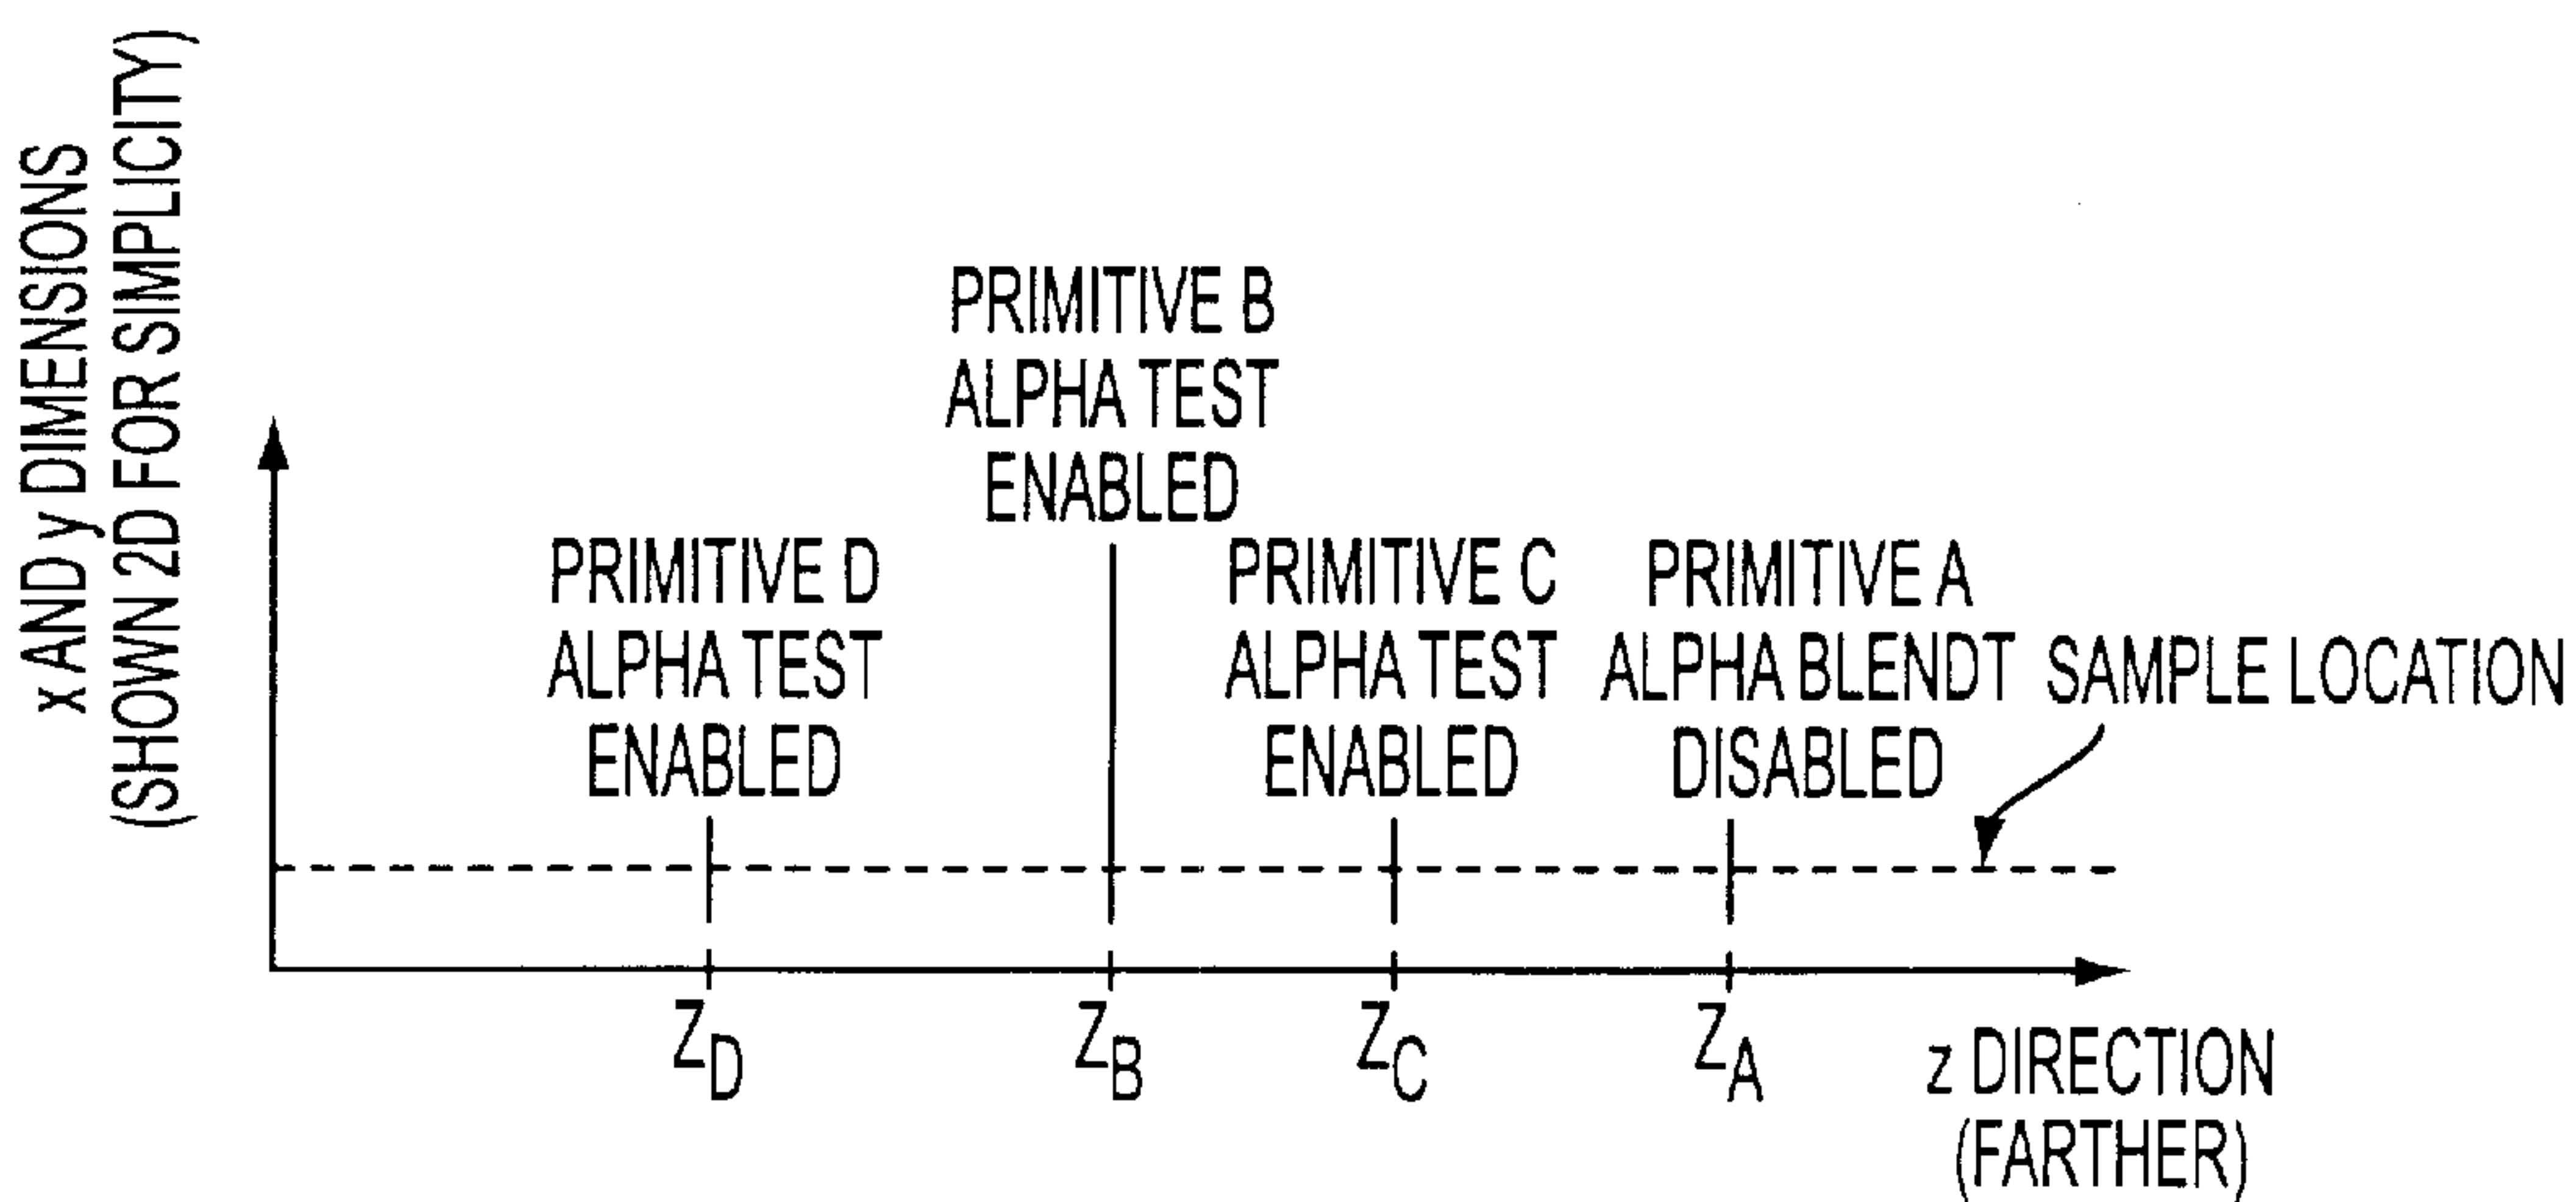 x AND y DIMENSIONS
(SHOWN 2D FOR SIMPLICITY)
PRIMITIVE B
ALPHA TEST
ENABLED
PRIMITIVE D
ALPHA TEST
ENABLED
PRIMITIVE C
ALPHA TEST
ENABLED
PRIMITIVE A
ALPHA BLENDT
DISABLED
SAMPLE LOCATION
ZD
ZB
ZC
ZA
z DIRECTION
(FARTHER)